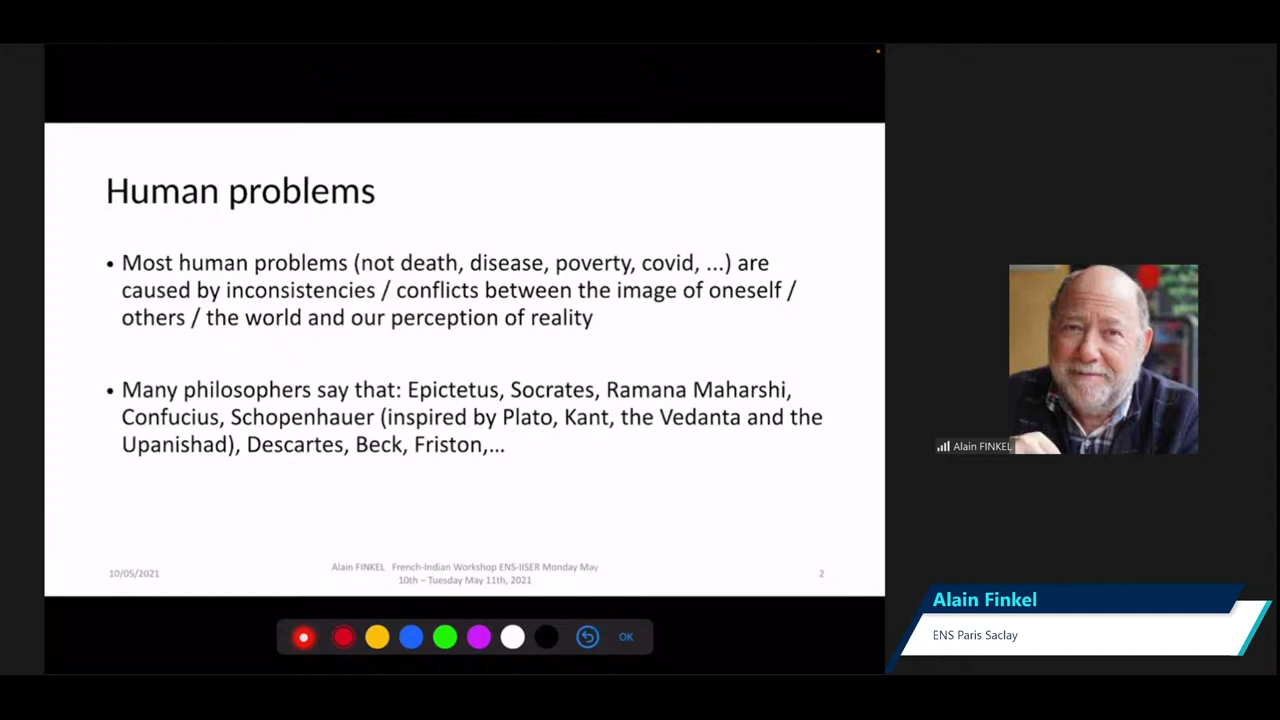 Human problems
• Most human problems (not death, disease, poverty, covid, ...) are
caused by inconsistencies / conflicts between the image of oneself /
others / the world and our perception of reality
• Many philosophers say that: Epictetus, Socrates, Ramana Maharshi,
Confucius, Schopenhauer (inspired by Plato, Kant, the Vedanta and the
Upanishad), Descartes, Beck, Friston,...
10/05/2021
Alain FINKEL French-Indian Workshop ENS-IISER Monday May
10th – Tuesday May 11th, 2021
2
OK
Alain FINKEL
Alain Finkel
ENS Paris Saclay